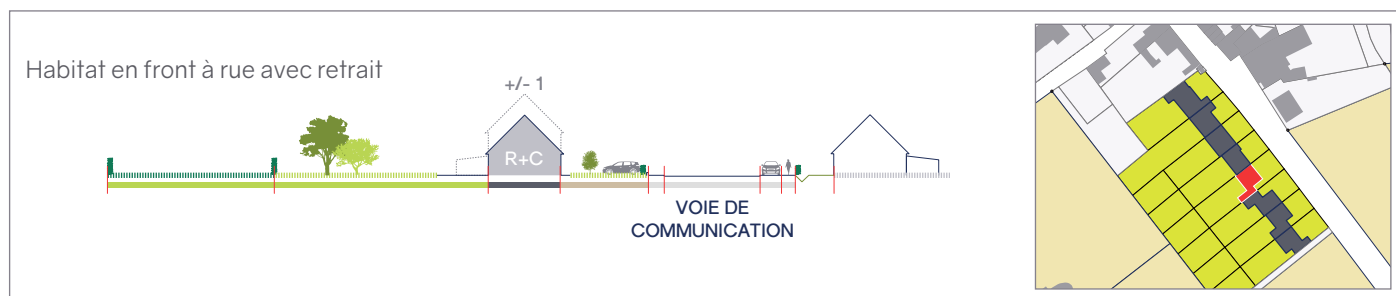 Habitat en front à rue avec retrait
+/- 1
R+C
VOIE DE
COMMUNICATION